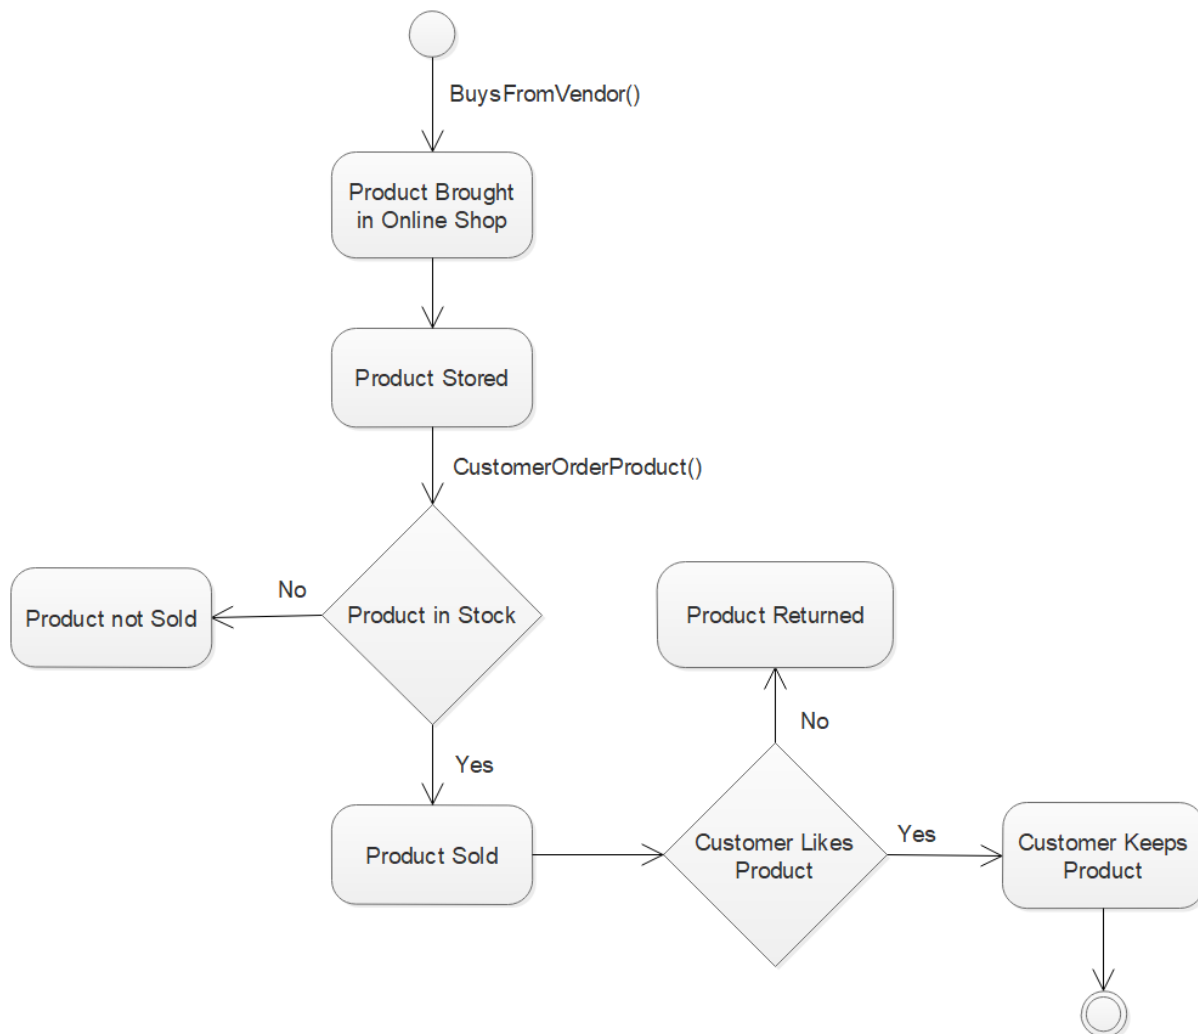 BuysFromVendor()
Product Brought
in Online Shop
Product Stored
CustomerOrderProduct()
No
Product not Sold
Product in Stock
Product Returned
No
Yes
Product Sold
Customer Likes
Product
Yes
Customer Keeps
Product